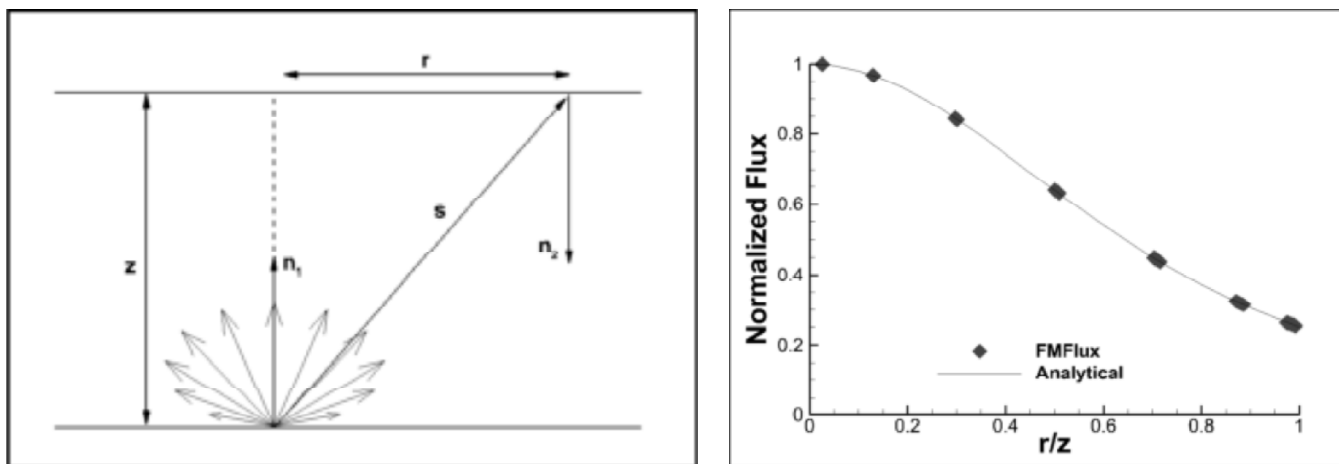 r
z
s
n₁
n₂
Normalized Flux
1
0.8
0.6
0.4
0.2
0
FMFlux
Analytical
0 0.2 0.4 0.6 0.8 1
r/z